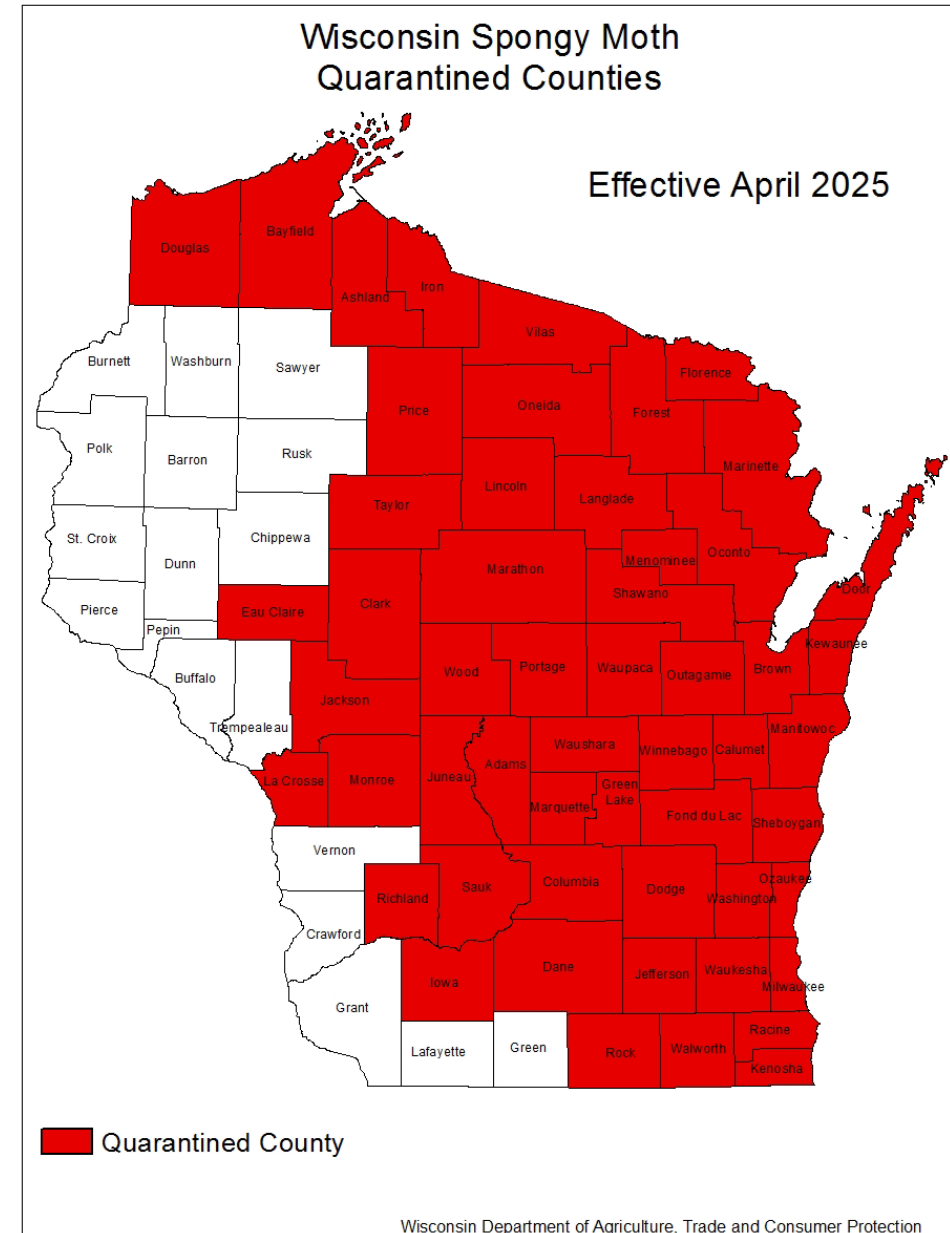 Wisconsin Spongy Moth
Quarantined Counties
Effective April 2025
Douglas
Bayfield
Ashland
Iron
Vilas
Burnett
Washburn
Sawyer
Florence
Price
Oneida
Forest
Polk
Barron
Rusk
Marinette
Lincoln
Langlade
Taylor
St. Croix
Dunn
Chippewa
Marathon
Menominee
Oconto
Shawano
Door
Pierce
Eau Claire
Clark
Pepin
Kewaunee
Buffalo
Wood
Portage
Waupaca
Outagamie
Brown
Jackson
Trempealeau
Manitowoc
La Crosse
Monroe
Juneau
Adams
Waushara
Winnebago
Calumet
Green
Lake
Marquette
Fond du Lac
Sheboygan
Vernon
Richland
Sauk
Columbia
Dodge
Washington
Ozaukee
Crawford
Iowa
Dane
Jefferson
Waukesha
Milwaukee
Grant
Lafayette
Green
Rock
Walworth
Racine
Kenosha
Quarantined County
Wisconsin Department of Agriculture, Trade and Consumer Protection